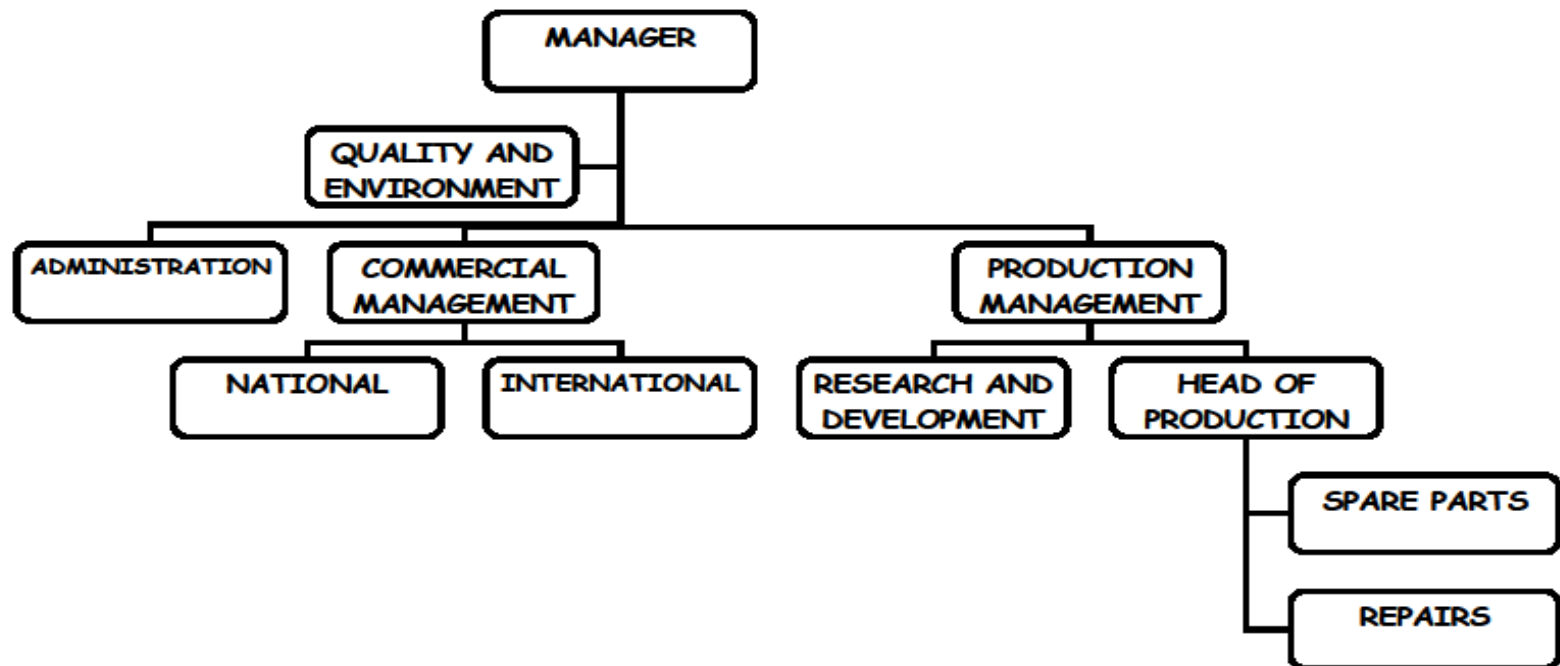 MANAGER
QUALITY AND
ENVIRONMENT
ADMINISTRATION
COMMERCIAL
MANAGEMENT
PRODUCTION
MANAGEMENT
NATIONAL
INTERNATIONAL
RESEARCH AND
DEVELOPMENT
HEAD OF
PRODUCTION
SPARE PARTS
REPAIRS